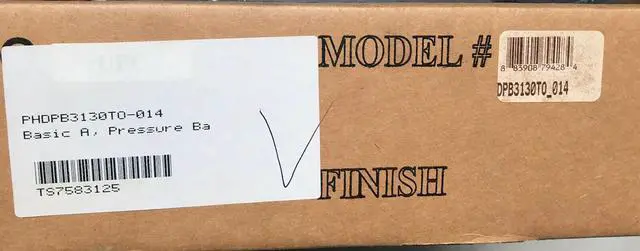 MODEL #
8 83908 79428 4
DPB3130TO_014
PHDPB3130TO-014
Basic A, Pressure Ba
TS7583125
FINISH